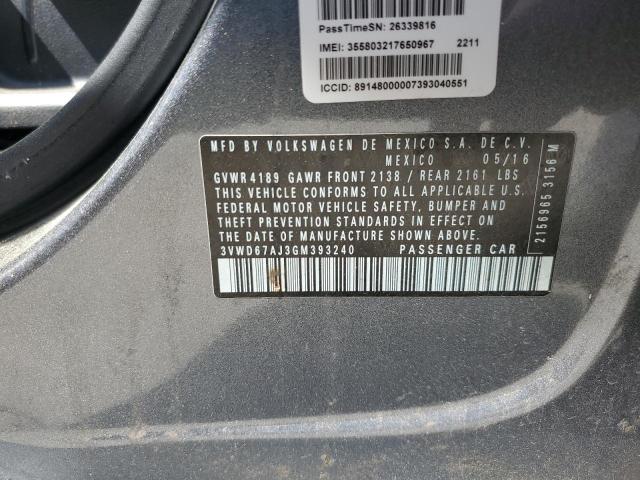 PassTimeSN: 26339816
IMEI: 355803217650967 2211
ICCID: 89148000007393040551
MFD BY VOLKSWAGEN DE MEXICO S.A. DE C.V.
MEXICO 05/16
GVWR4189 GAWR FRONT 2138 / REAR 2161 LBS
THIS VEHICLE CONFORMS TO ALL APPLICABLE U.S.
FEDERAL MOTOR VEHICLE SAFETY, BUMPER AND
THEFT PREVENTION STANDARDS IN EFFECT ON
THE DATE OF MANUFACTURE SHOWN ABOVE.
3VWD67AJ3GM393240 PASSENGER CAR
2156965 3156 M